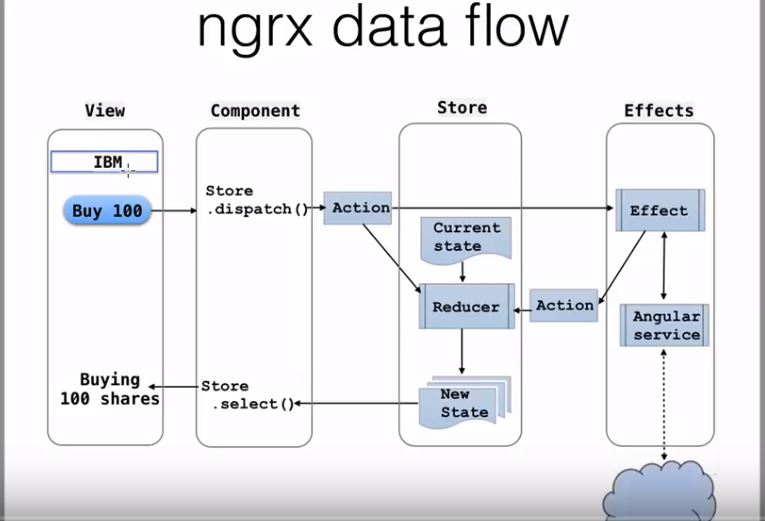 ngrx data flow
View
Component
Store
Effects
IBM
Buy 100
Store
.dispatch()
Action
Effect
Current
state
Reducer
Action
Angular
service
Buying
100 shares
Store
.select()
New
State